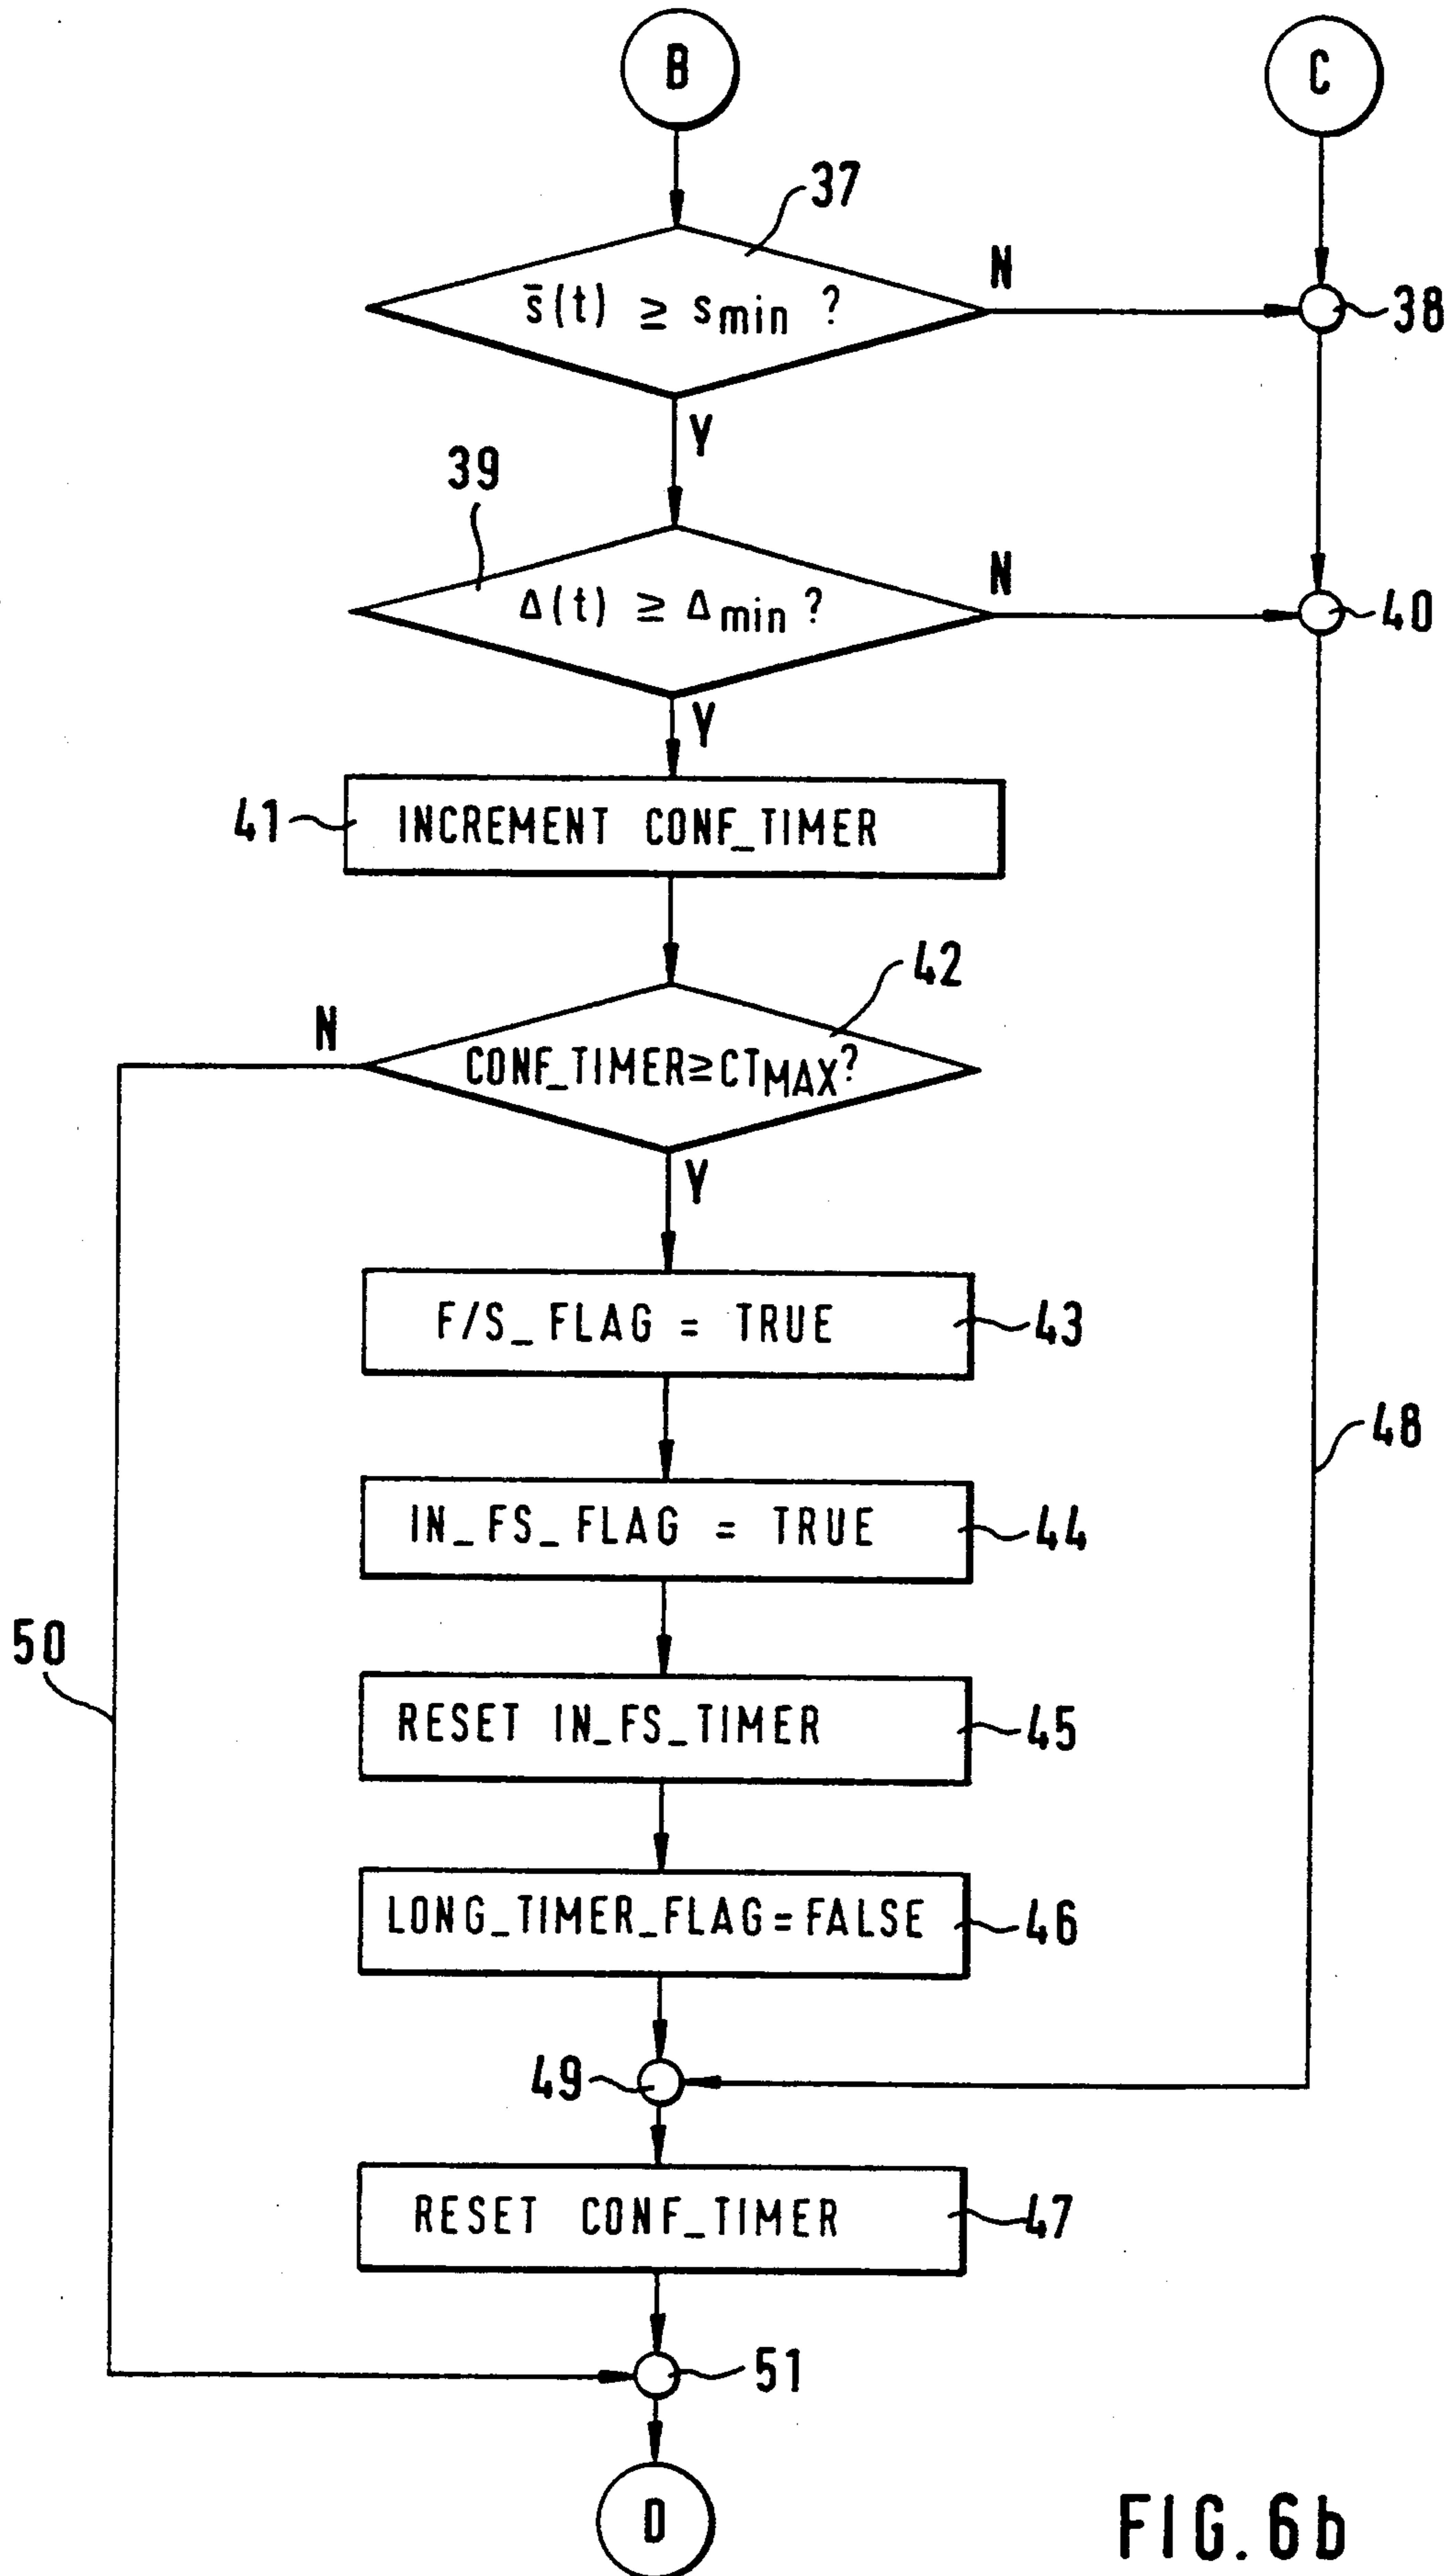 B
C
37
s̄(t) ≥ smin ?
N
38
Y
39
Δ(t) ≥ Δmin ?
N
40
Y
41
INCREMENT CONF_TIMER
42
N
CONF_TIMER≥CTMAX?
Y
F/S_FLAG = TRUE
43
48
IN_FS_FLAG = TRUE
44
50
RESET IN_FS_TIMER
45
LONG_TIMER_FLAG=FALSE
46
49
RESET CONF_TIMER
47
51
D
FIG.6b